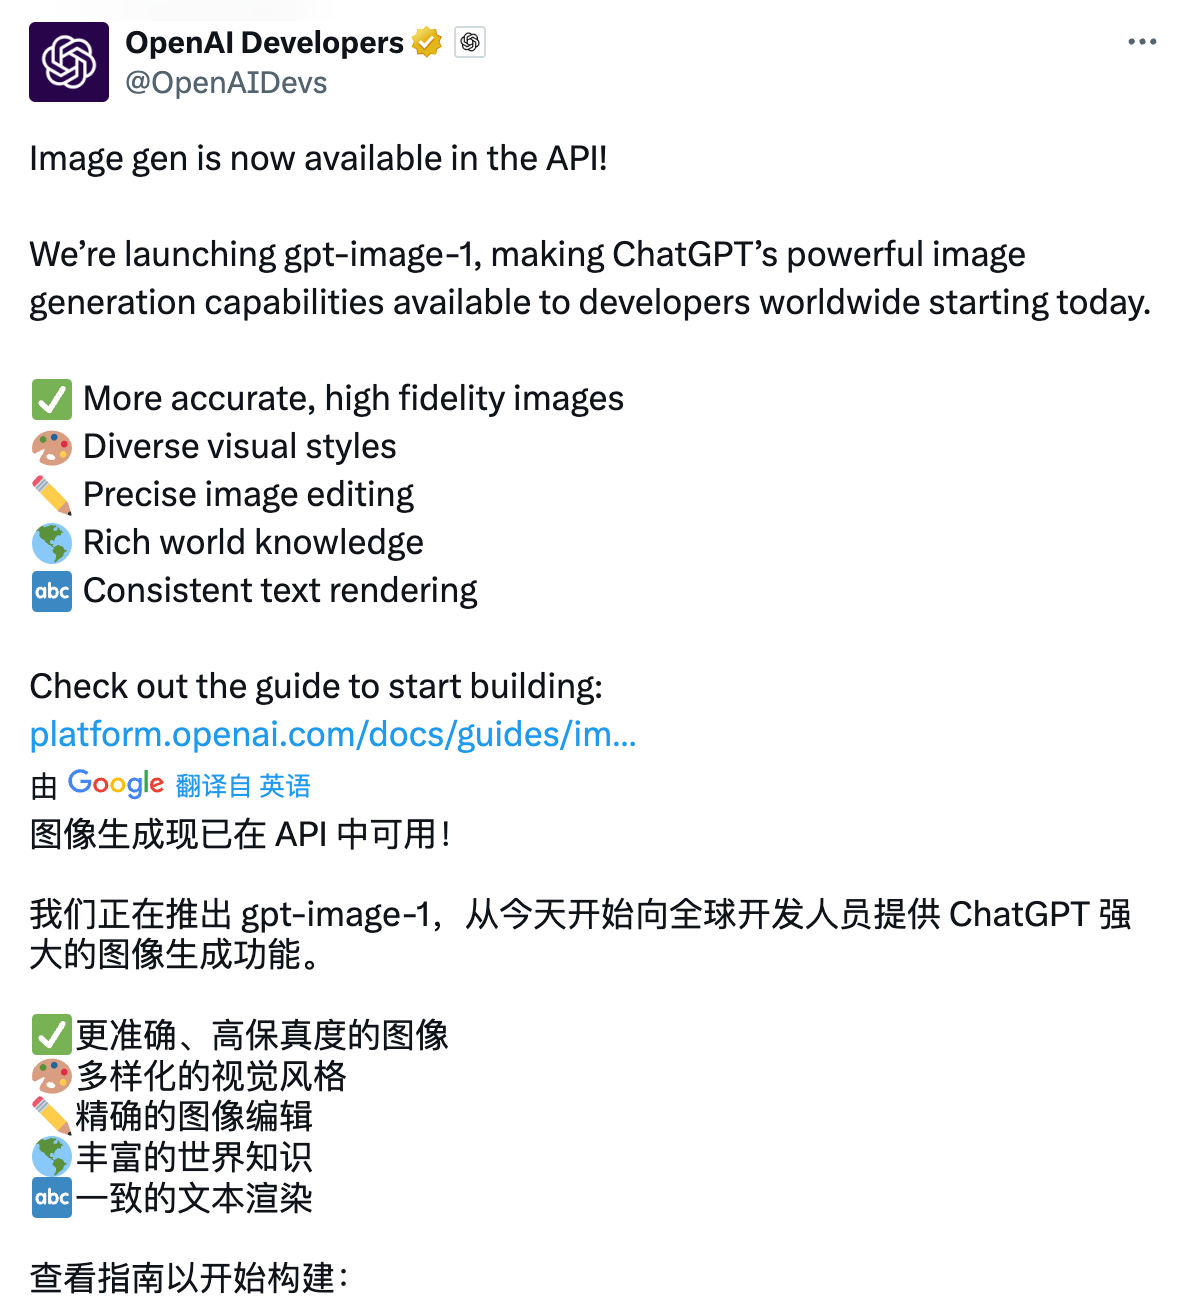 OpenAI Developers
@OpenAIDevs
Image gen is now available in the API!
We’re launching gpt-image-1, making ChatGPT’s powerful image
generation capabilities available to developers worldwide starting today.
✅ More accurate, high fidelity images
🎨 Diverse visual styles
✏️ Precise image editing
🌎 Rich world knowledge
🔤 Consistent text rendering
Check out the guide to start building:
platform.openai.com/docs/guides/im…
由 Google 翻译自 英语
图像生成现已在 API 中可用！
我们正在推出 gpt-image-1，从今天开始向全球开发人员提供 ChatGPT 强
大的图像生成功能。
✅更准确、高保真度的图像
🎨多样化的视觉风格
✏️精确的图像编辑
🌎丰富的世界知识
🔤一致的文本渲染
查看指南以开始构建：